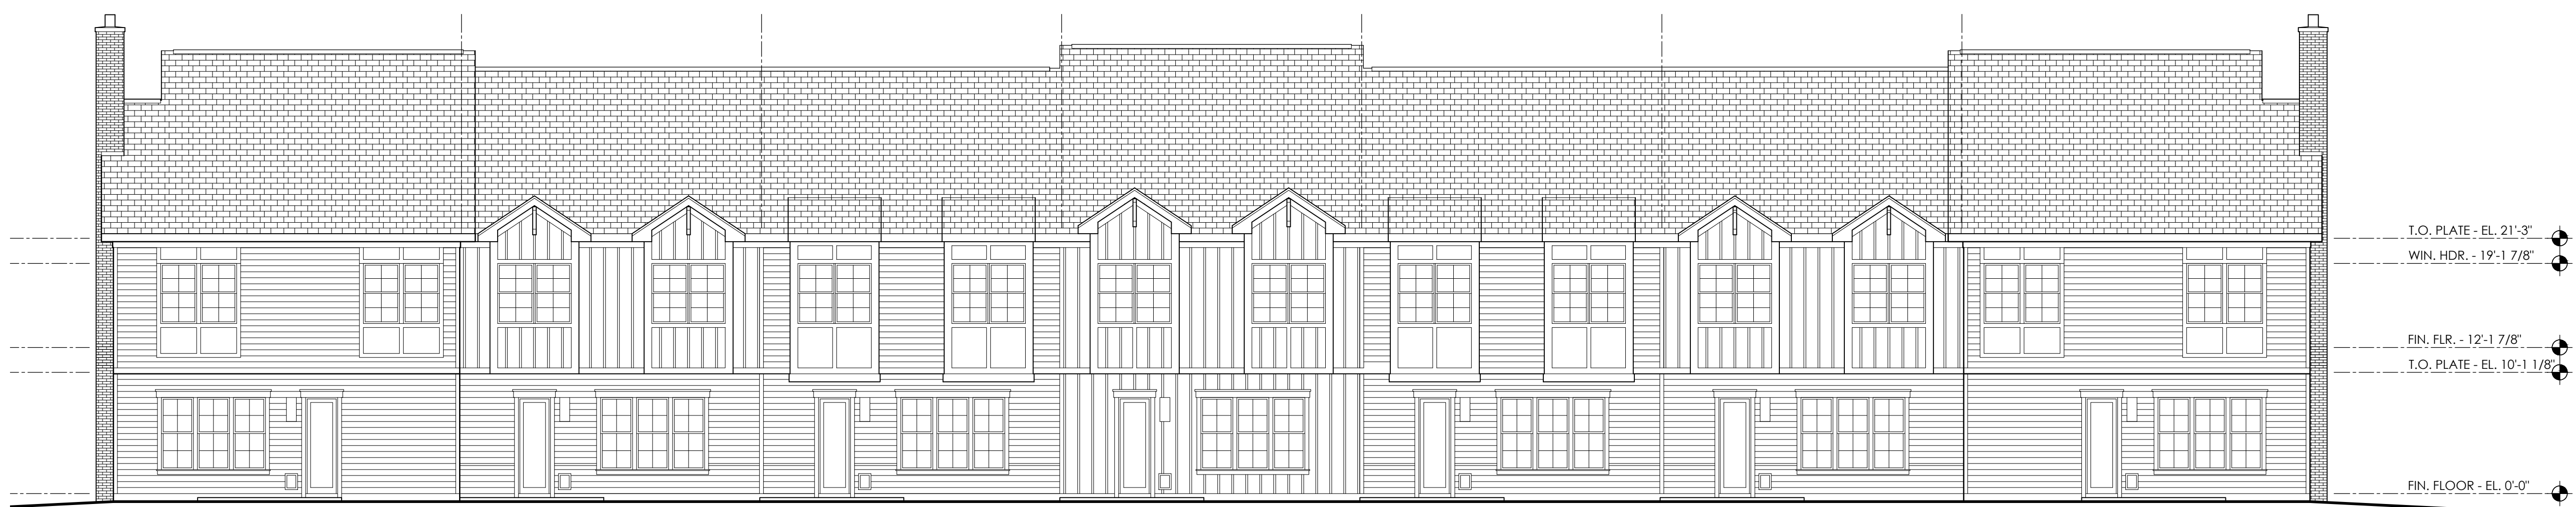 T.O. PLATE - EL. 21'-3"
WIN. HDR. - 19'-1 7/8"
FIN. FLR. - 12'-1 7/8"
T.O. PLATE - EL. 10'-1 1/8"
FIN. FLOOR - EL. 0'-0"